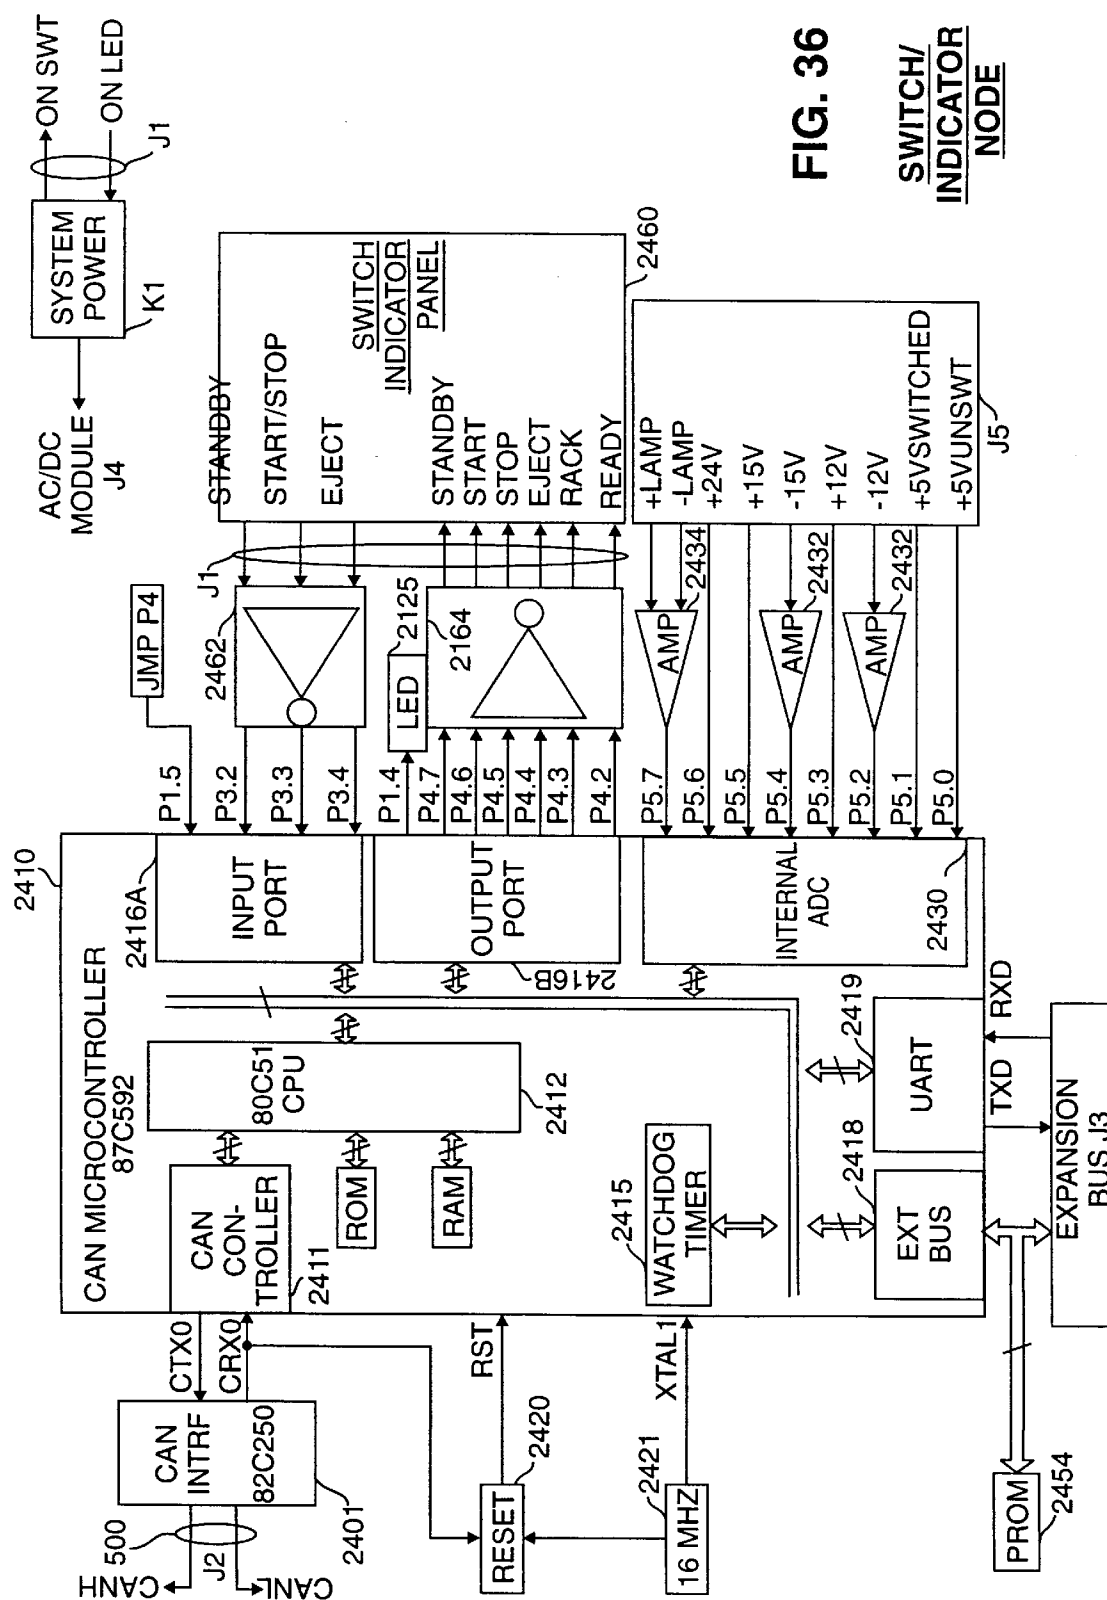 CANH
CANL
500
J2
CAN
INTRF
82C250
2401
CTX0
CRX0
RESET
2420
RST
16 MHZ
2421
XTAL1
PROM
2454
2410
CAN MICROCONTROLLER
87C592
CAN
CON-
TROLLER
2411
80C51
CPU
2412
ROM
RAM
WATCHDOG
TIMER
2415
EXT
BUS
2418
UART
2419
TXD
RXD
EXPANSION
BUS J3
INPUT
PORT
2416A
OUTPUT
PORT
2416B
INTERNAL
ADC
2430
P1.5
P3.2
P3.3
P3.4
P1.4
P4.7
P4.6
P4.5
P4.4
P4.3
P4.2
P5.7
P5.6
P5.5
P5.4
P5.3
P5.2
P5.1
P5.0
JMP P4
2462
J1
LED
2125
2164
AMP
2434
AMP
2432
AMP
2432
STANDBY
START/STOP
EJECT
SWITCH
INDICATOR
PANEL
STANDBY
START
STOP
EJECT
RACK
READY
2460
+LAMP
-LAMP
+24V
+15V
-15V
+12V
-12V
+5VSWITCHED
+5VUNSWT
J5
AC/DC
MODULE
J4
SYSTEM
POWER
K1
ON SWT
ON LED
J1
FIG. 36
SWITCH/
INDICATOR
NODE